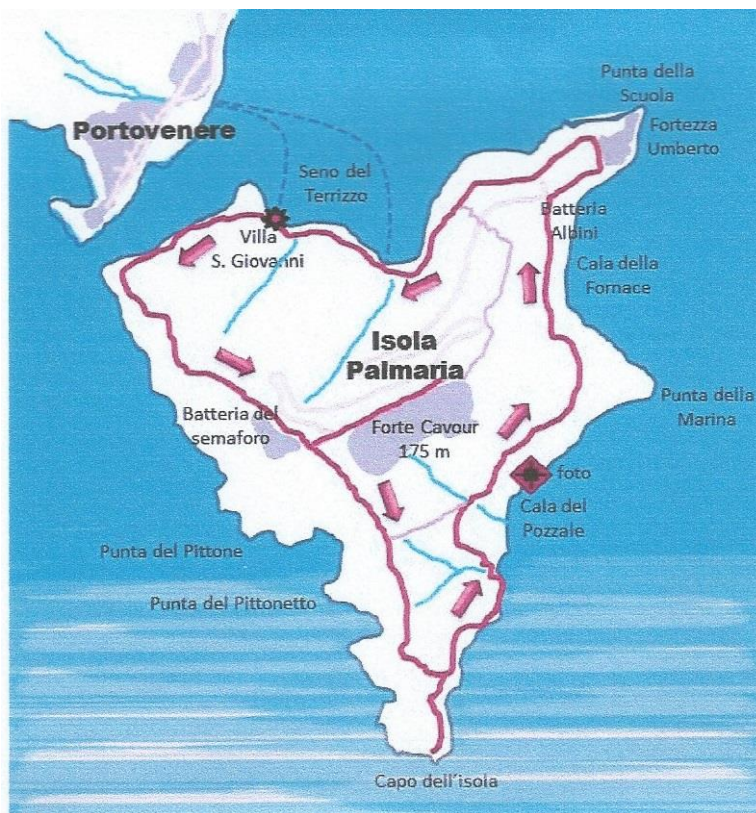 Punta della
Scuola
Portovenere
Fortezza
Umberto
Seno del
Terrizzo
Batteria
Albini
Villa
S. Giovanni
Cala della
Fornace
Isola
Palmaria
Punta della
Marina
Batteria del
semaforo
Forte Cavour
175 m
foto
Cala del
Pozzale
Punta del Pittone
Punta del Pittonetto
Capo dell'isola